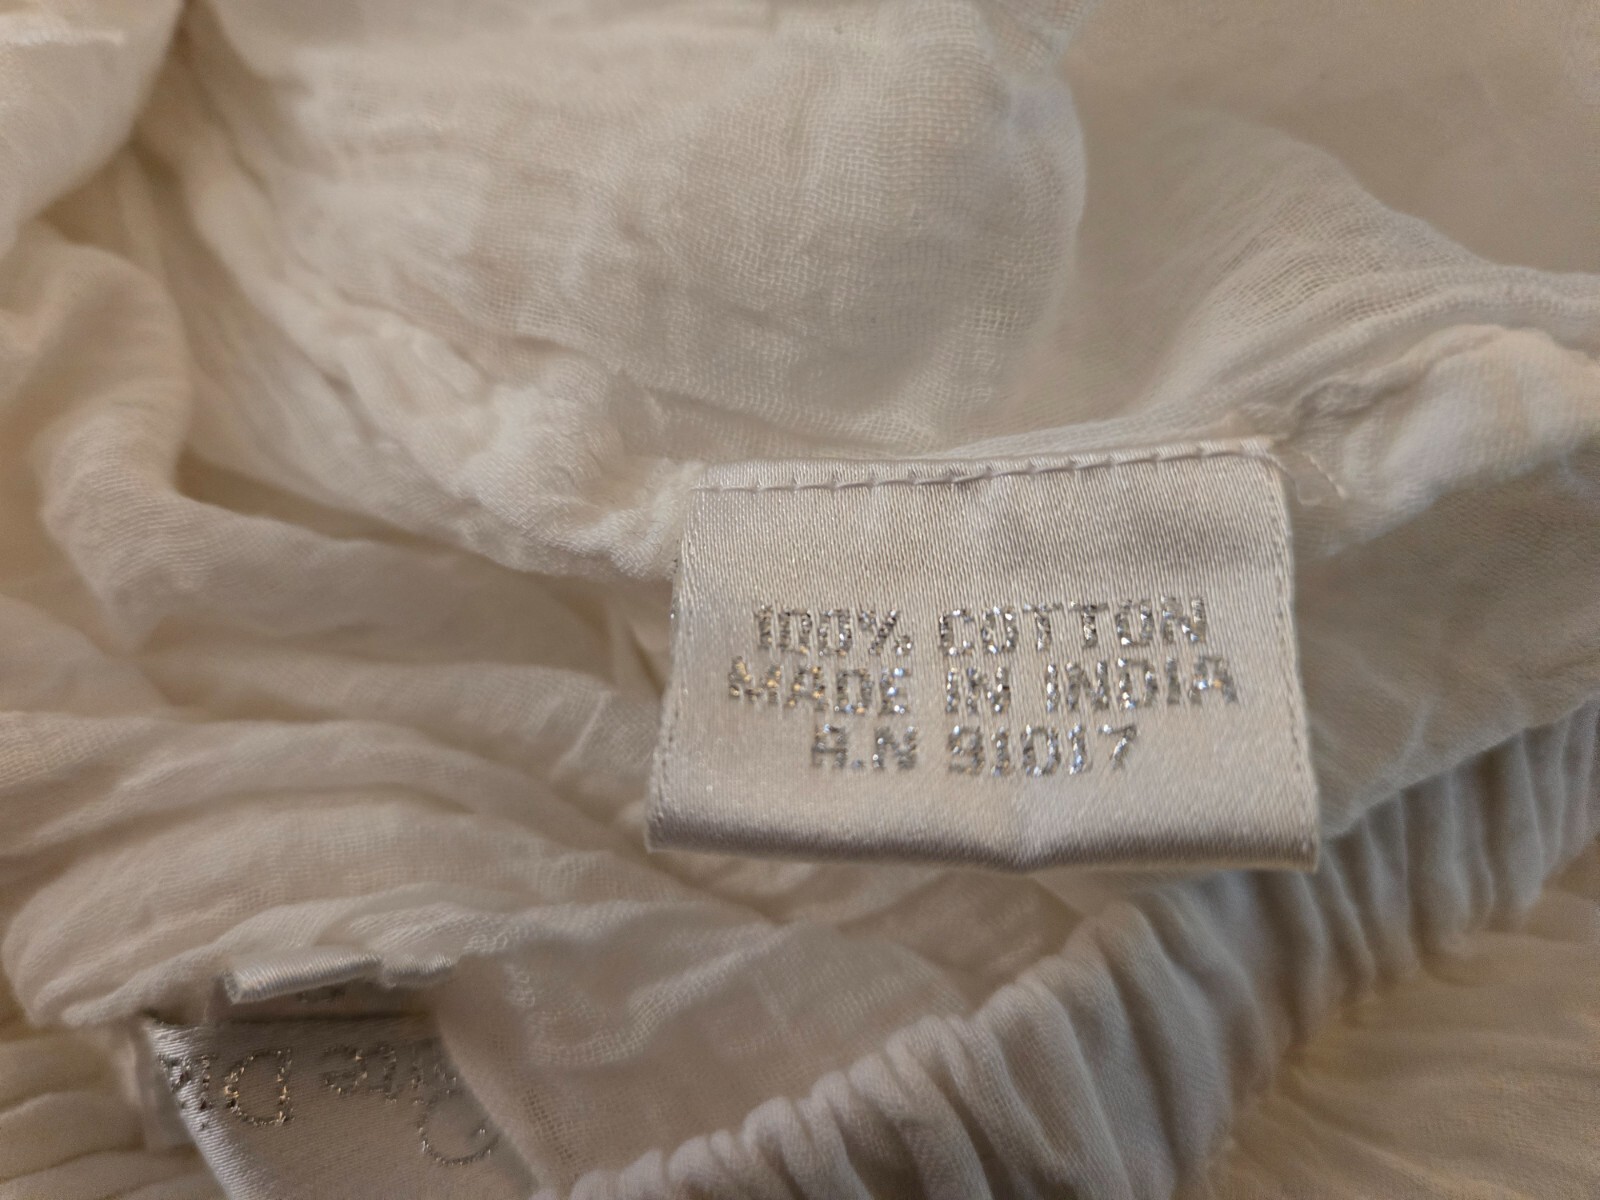 100% COTTON
MADE IN INDIA
R.N 91017